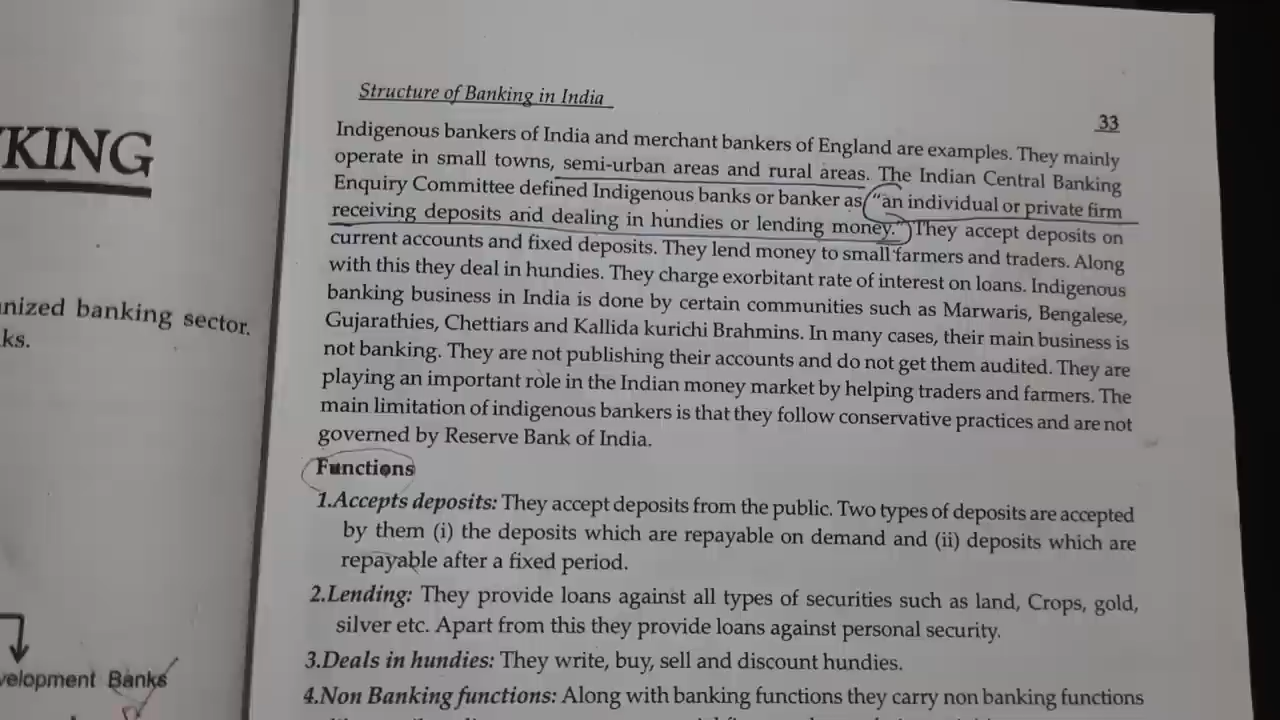 KING
nized banking sector.
ks.
velopment Banks
Structure of Banking in India
33
Indigenous bankers of India and merchant bankers of England are examples. They mainly
operate in small towns, semi-urban areas and rural areas. The Indian Central Banking
Enquiry Committee defined Indigenous banks or banker as "an individual or private firm
receiving deposits and dealing in hundies or lending money." They accept deposits on
current accounts and fixed deposits. They lend money to small farmers and traders. Along
with this they deal in hundies. They charge exorbitant rate of interest on loans. Indigenous
banking business in India is done by certain communities such as Marwaris, Bengalese,
Gujarathies, Chettiars and Kallida kurichi Brahmins. In many cases, their main business is
not banking. They are not publishing their accounts and do not get them audited. They are
playing an important role in the Indian money market by helping traders and farmers. The
main limitation of indigenous bankers is that they follow conservative practices and are not
governed by Reserve Bank of India.
Functions
1.Accepts deposits: They accept deposits from the public. Two types of deposits are accepted
by them (i) the deposits which are repayable on demand and (ii) deposits which are
repayable after a fixed period.
2.Lending: They provide loans against all types of securities such as land, Crops, gold,
silver etc. Apart from this they provide loans against personal security.
3.Deals in hundies: They write, buy, sell and discount hundies.
4.Non Banking functions: Along with banking functions they carry non banking functions